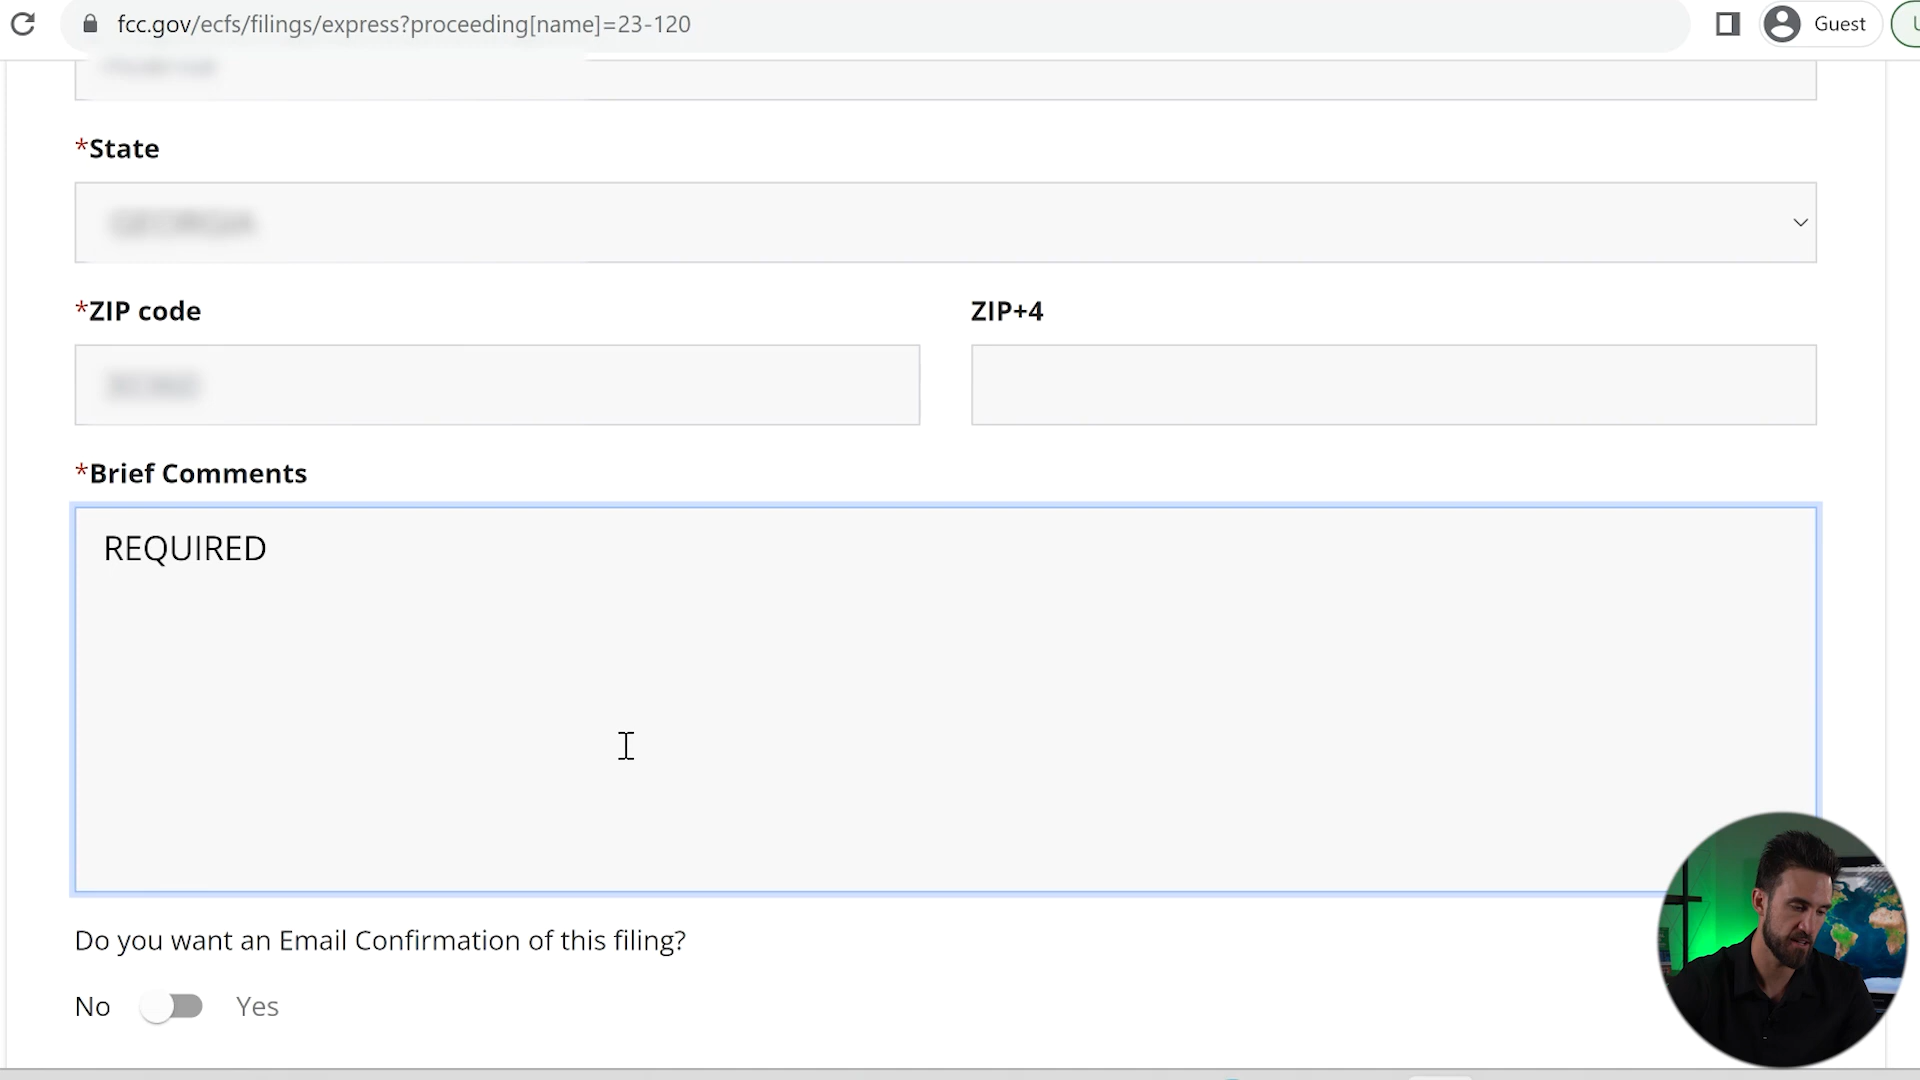 fcc.gov/ecfs/filings/express?proceeding[name]=23-120
Guest
*State
*ZIP code
ZIP+4
*Brief Comments
REQUIRED
Do you want an Email Confirmation of this filing?
No
Yes